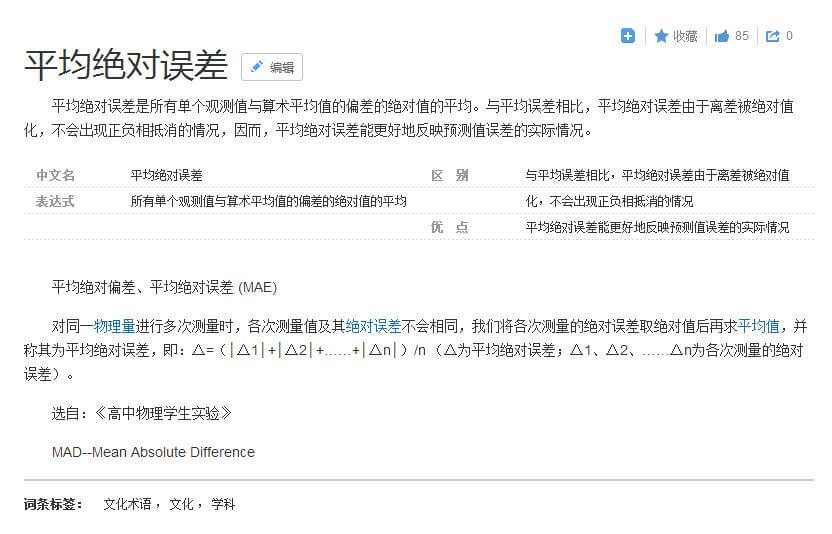 收藏 85 0
平均绝对误差 编辑
平均绝对误差是所有单个观测值与算术平均值的偏差的绝对值的平均。与平均误差相比，平均绝对误差由于离差被绝对值
化，不会出现正负相抵消的情况，因而，平均绝对误差能更好地反映预测值误差的实际情况。
中文名 平均绝对误差 区 别 与平均误差相比，平均绝对误差由于离差被绝对值
表达式 所有单个观测值与算术平均值的偏差的绝对值的平均 化，不会出现正负相抵消的情况
优 点 平均绝对误差能更好地反映预测值误差的实际情况
平均绝对偏差、平均绝对误差 (MAE)
对同一物理量进行多次测量时，各次测量值及其绝对误差不会相同，我们将各次测量的绝对误差取绝对值后再求平均值，并
称其为平均绝对误差，即：△=（|△1|+|△2|+……+|△n|）/n （△为平均绝对误差；△1、△2、……△n为各次测量的绝对
误差）。
选自：《高中物理学生实验》
MAD--Mean Absolute Difference
词条标签： 文化术语 ，文化 ，学科